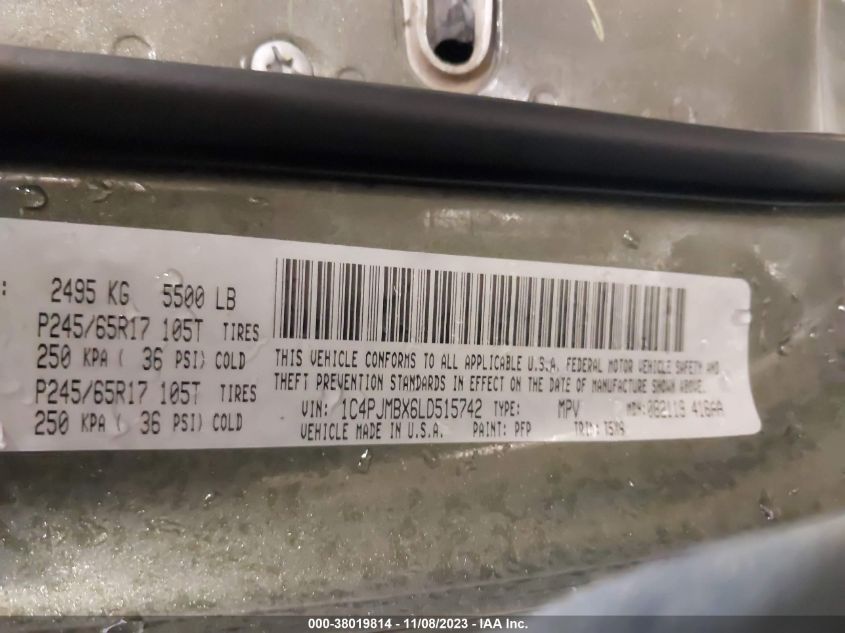 : 2495 KG 5500 LB
P245/65R17 105T TIRES
250 KPA ( 36 PSI) COLD
P245/65R17 105T TIRES
250 KPA ( 36 PSI) COLD
THIS VEHICLE CONFORMS TO ALL APPLICABLE U.S.A. FEDERAL MOTOR VEHICLE SAFETY AND
THEFT PREVENTION STANDARDS IN EFFECT ON THE DATE OF MANUFACTURE SHOWN ABOVE.
VIN: 1C4PJMBX6LD515742 TYPE: MPV MDH:
VEHICLE MADE IN U.S.A. PAINT: PFP TRIM:
000-38019814 - 11/08/2023 - IAA Inc.